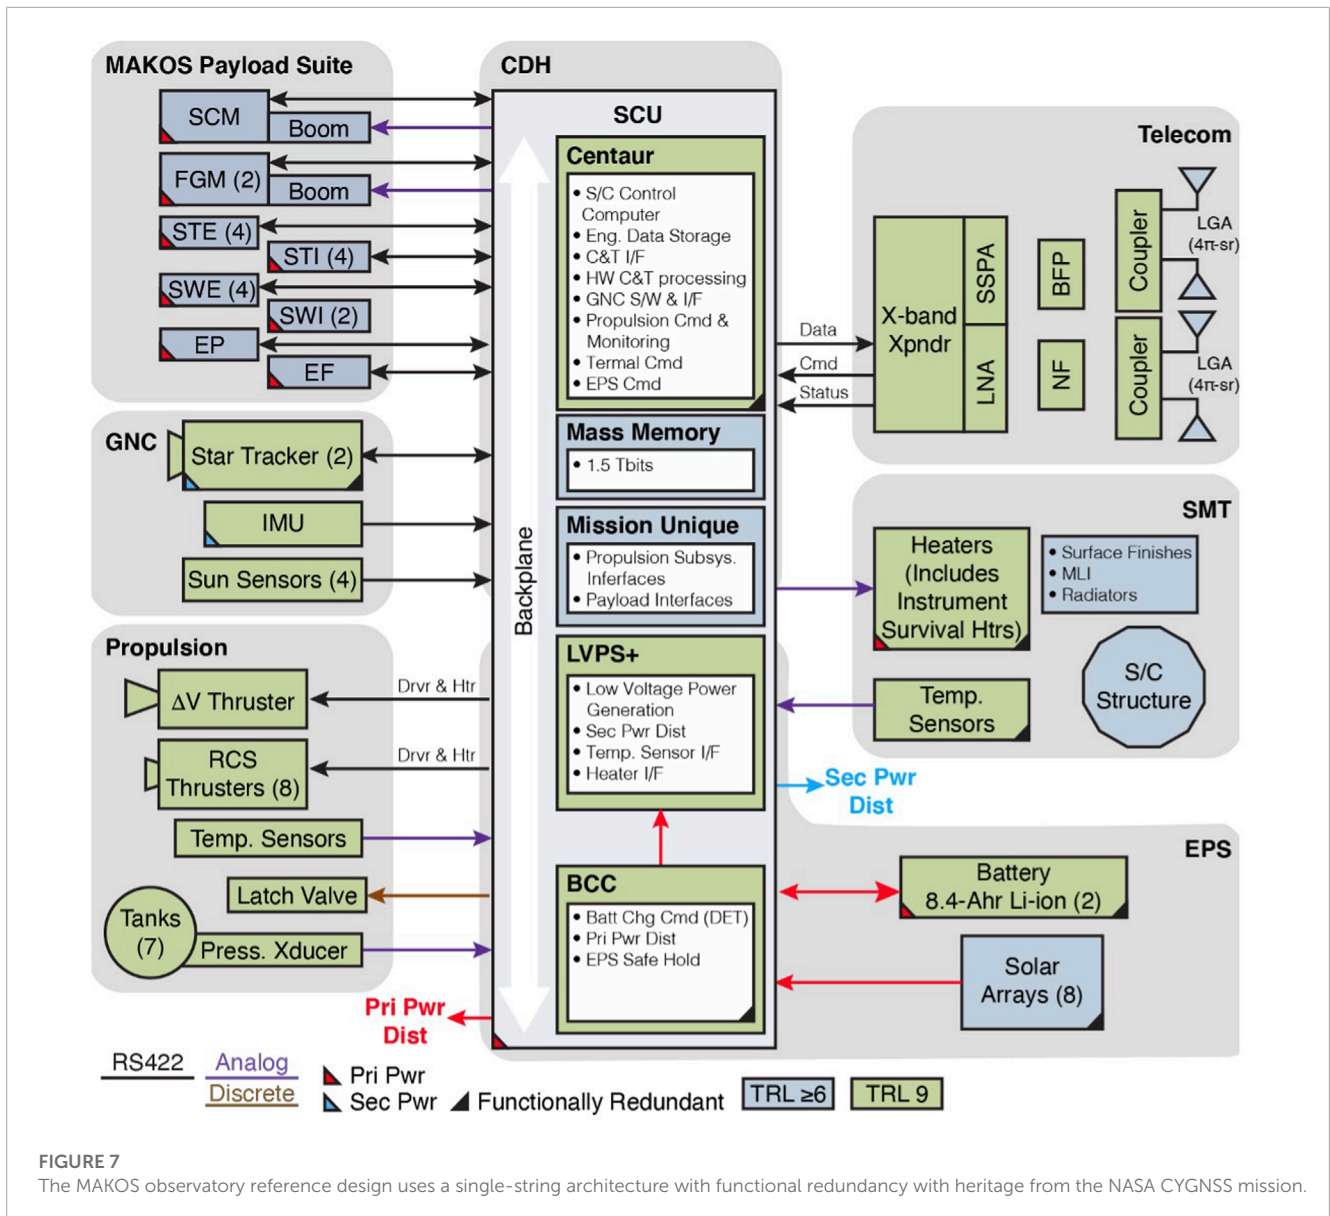 MAKOS Payload Suite
SCM
Boom
FGM (2)
Boom
STE (4)
STI (4)
SWE (4)
SWI (2)
EP
EF
GNC
Star Tracker (2)
IMU
Sun Sensors (4)
Propulsion
ΔV Thruster
Drvr & Htr
RCS
Thrusters (8)
Drvr & Htr
Temp. Sensors
Latch Valve
Tanks
(7)
Press. Xducer
Pri Pwr
Dist
CDH
SCU
Backplane
Centaur
• S/C Control
Computer
• Eng. Data Storage
• C&T I/F
• HW C&T processing
• GNC S/W & I/F
• Propulsion Cmd &
Monitoring
• Termal Cmd
• EPS Cmd
Mass Memory
• 1.5 Tbits
Mission Unique
• Propulsion Subsys.
Inferfaces
• Payload Interfaces
LVPS+
• Low Voltage Power
Generation
• Sec Pwr Dist
• Temp. Sensor I/F
• Heater I/F
BCC
• Batt Chg Cmd (DET)
• Pri Pwr Dist
• EPS Safe Hold
Telecom
Data
Cmd
Status
X-band
Xpndr
SSPA
LNA
BFP
NF
Coupler
Coupler
LGA
(4π-sr)
LGA
(4π-sr)
SMT
Heaters
(Includes
Instrument
Survival Htrs)
• Surface Finishes
• MLI
• Radiators
S/C
Structure
Temp.
Sensors
Sec Pwr
Dist
EPS
Battery
8.4-Ahr Li-ion (2)
Solar
Arrays (8)
RS422
Analog
Discrete
Pri Pwr
Sec Pwr
Functionally Redundant
TRL ≥6
TRL 9
FIGURE 7
The MAKOS observatory reference design uses a single-string architecture with functional redundancy with heritage from the NASA CYGNSS mission.